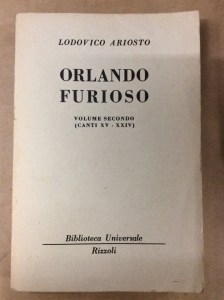 LODOVICO ARIOSTO
ORLANDO
FURIOSO
VOLUME SECONDO
(CANTI XV - XXIV)
Biblioteca Universale
Rizzoli